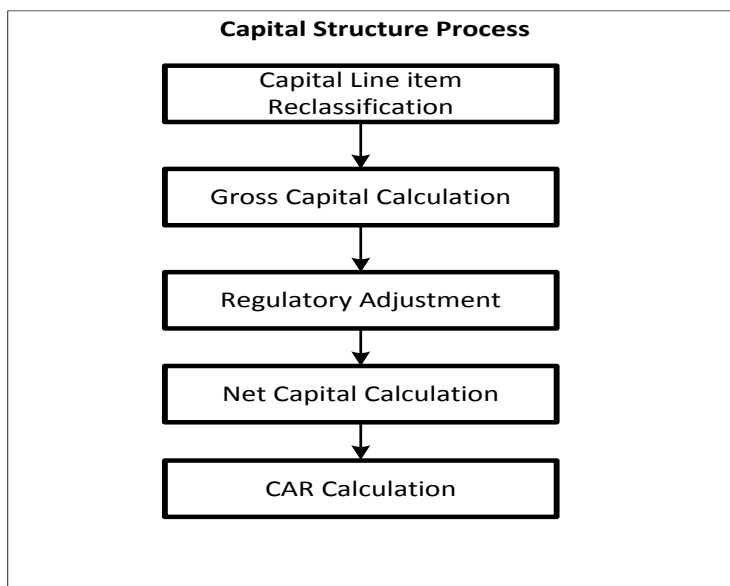 Capital Structure Process
Capital Line item
Reclassification
Gross Capital Calculation
Regulatory Adjustment
Net Capital Calculation
CAR Calculation